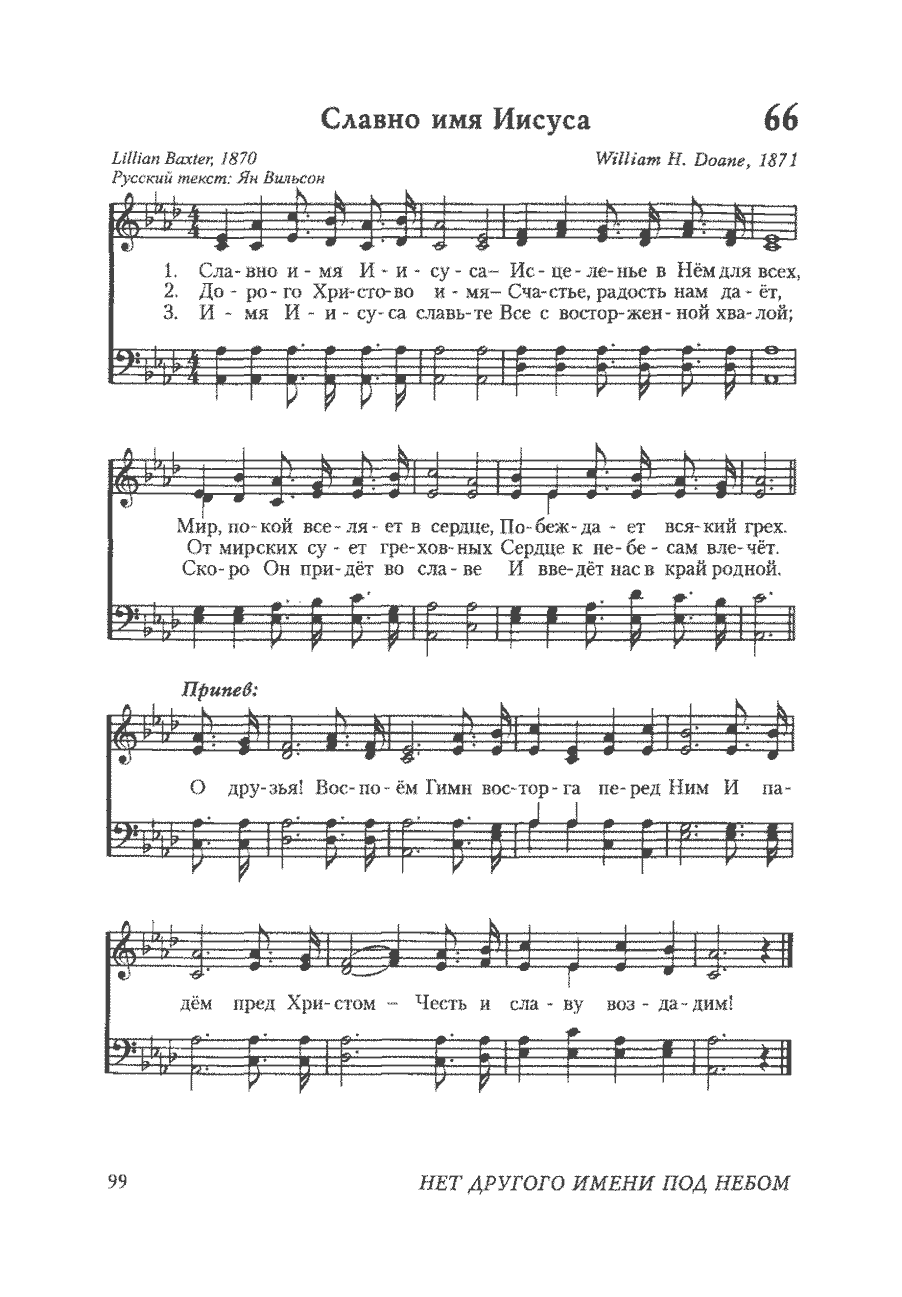 Славно имя Иисуса 66
Lillian Baxter, 1870 William H. Doane, 1871
Русский текст: Ян Вильсон
1. Сла- вно и - мя И - и - су - са– Ис - це - ле-нье в Нём для всех,
2. До - ро - го Хри-сто-во и - мя– Сча-стье, радость нам да - ёт,
3. И - мя И - и - су-са славь-те Все с востор-жен-ной хва-лой;
Мир, по-кой все-ля-ет в сердце, По-беж-да - ет вся-кий грех.
От мирских су - ет гре-хов-ных Сердце к не-бе - сам вле-чёт.
Ско-ро Он при-дёт во сла-ве И вве-дёт нас в край родной.
Припев:
О дру-зья! Вос-по-ём Гимн вос-тор-га пе-ред Ним И па-
дём пред Хри-стом – Честь и сла - ву воз - да-дим!
99 НЕТ ДРУГОГО ИМЕНИ ПОД НЕБОМ